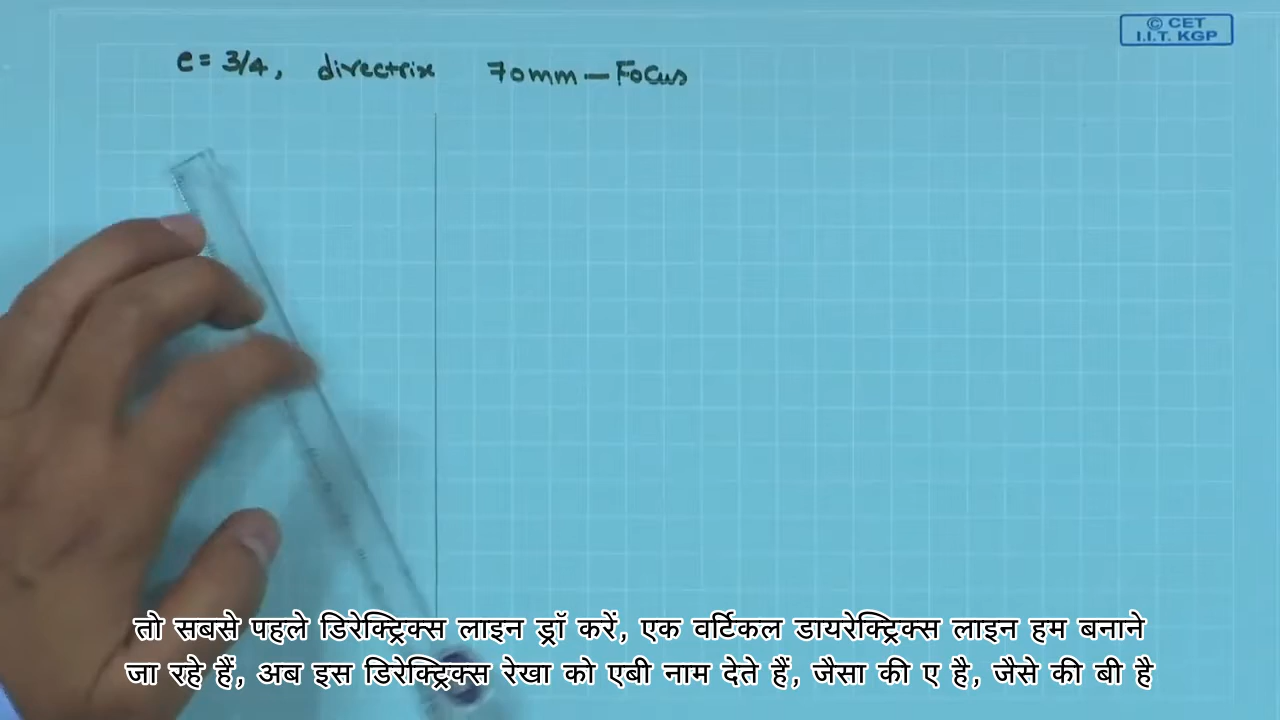 © CET
I.I.T. KGP
e = 3/4, directrix 70mm — Focus
तो सबसे पहले डिरेक्ट्रिक्स लाइन ड्रॉ करें, एक वर्टिकल डायरेक्ट्रिक्स लाइन हम बनाने
जा रहे हैं, अब इस डिरेक्ट्रिक्स रेखा को एबी नाम देते हैं, जैसा की ए है, जैसे की बी है